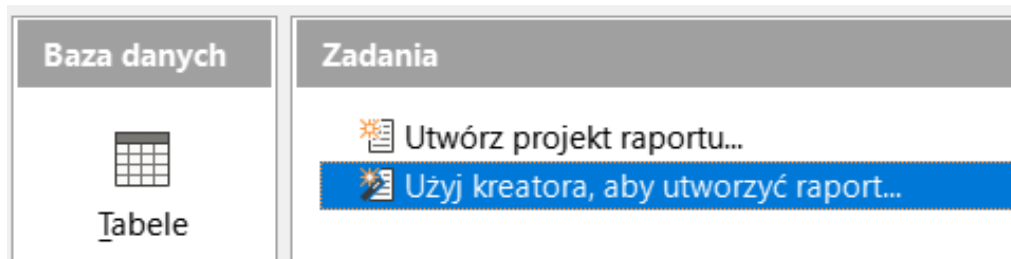 Baza danych
Zadania
Utwórz projekt raportu...
Użyj kreatora, aby utworzyć raport...
Tabele